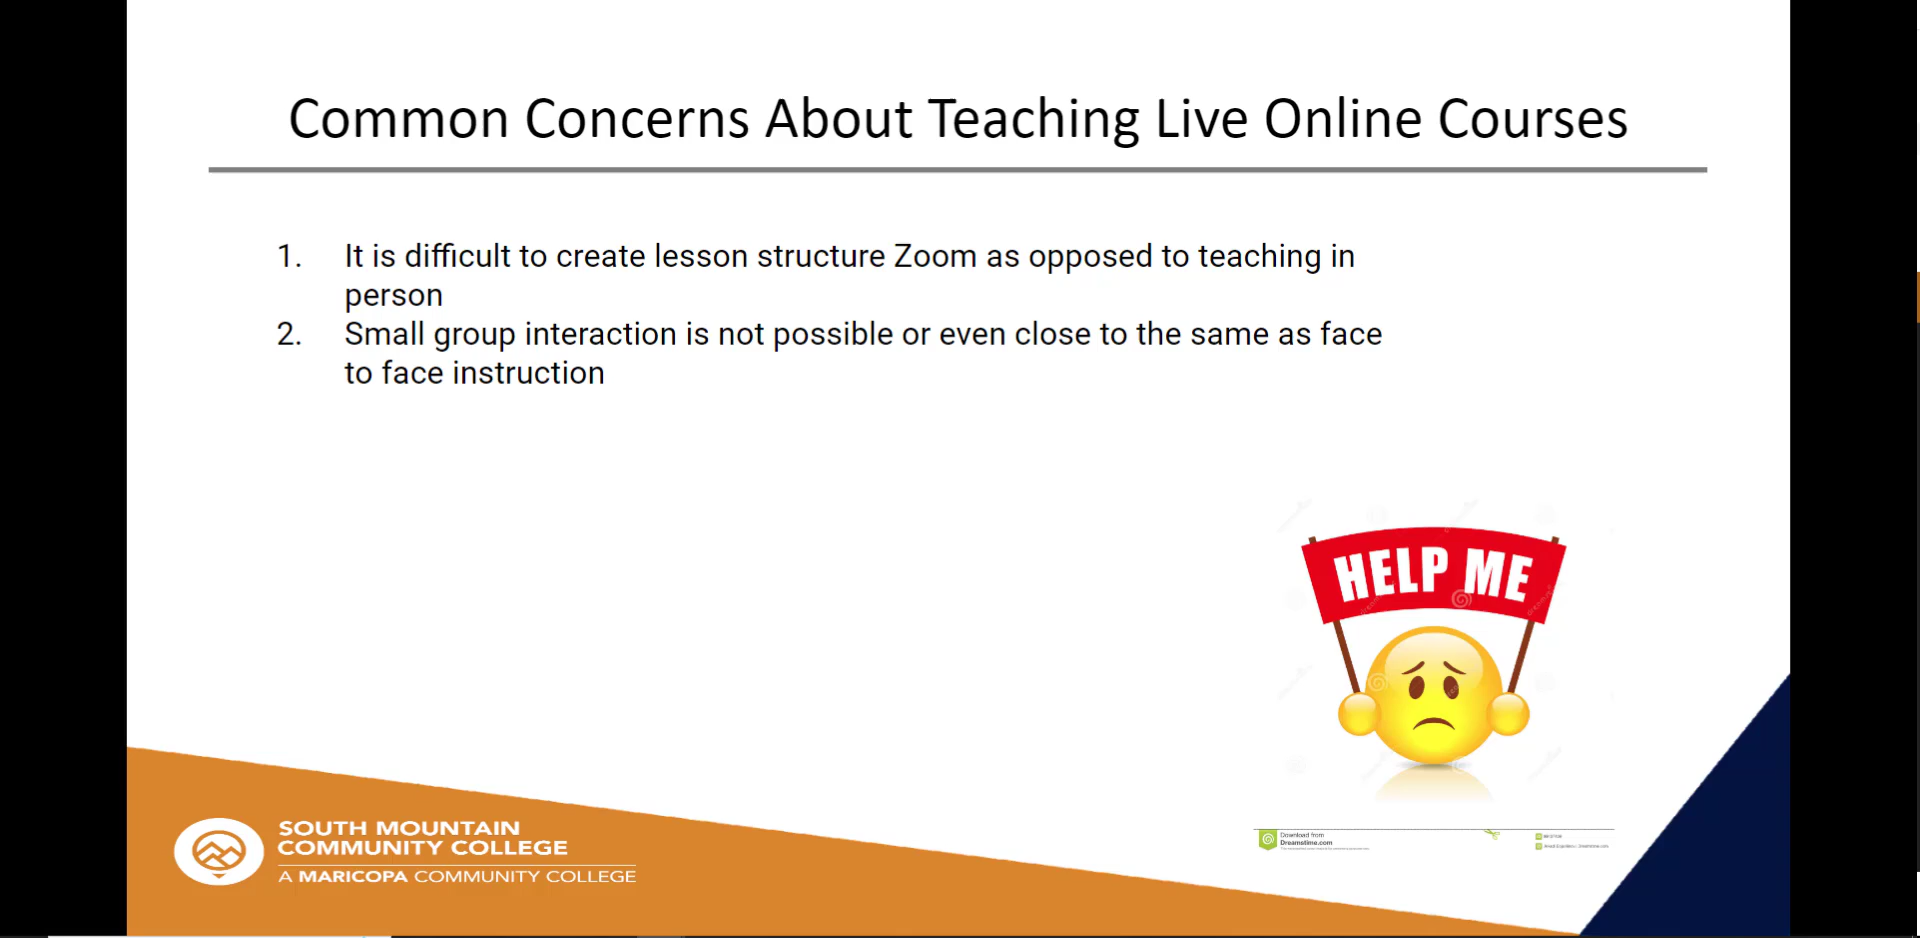 Common Concerns About Teaching Live Online Courses
1. It is difficult to create lesson structure Zoom as opposed to teaching in
person
2. Small group interaction is not possible or even close to the same as face
to face instruction
HELP ME
SOUTH MOUNTAIN
COMMUNITY COLLEGE
A MARICOPA COMMUNITY COLLEGE
Download from
Dreamstime.com